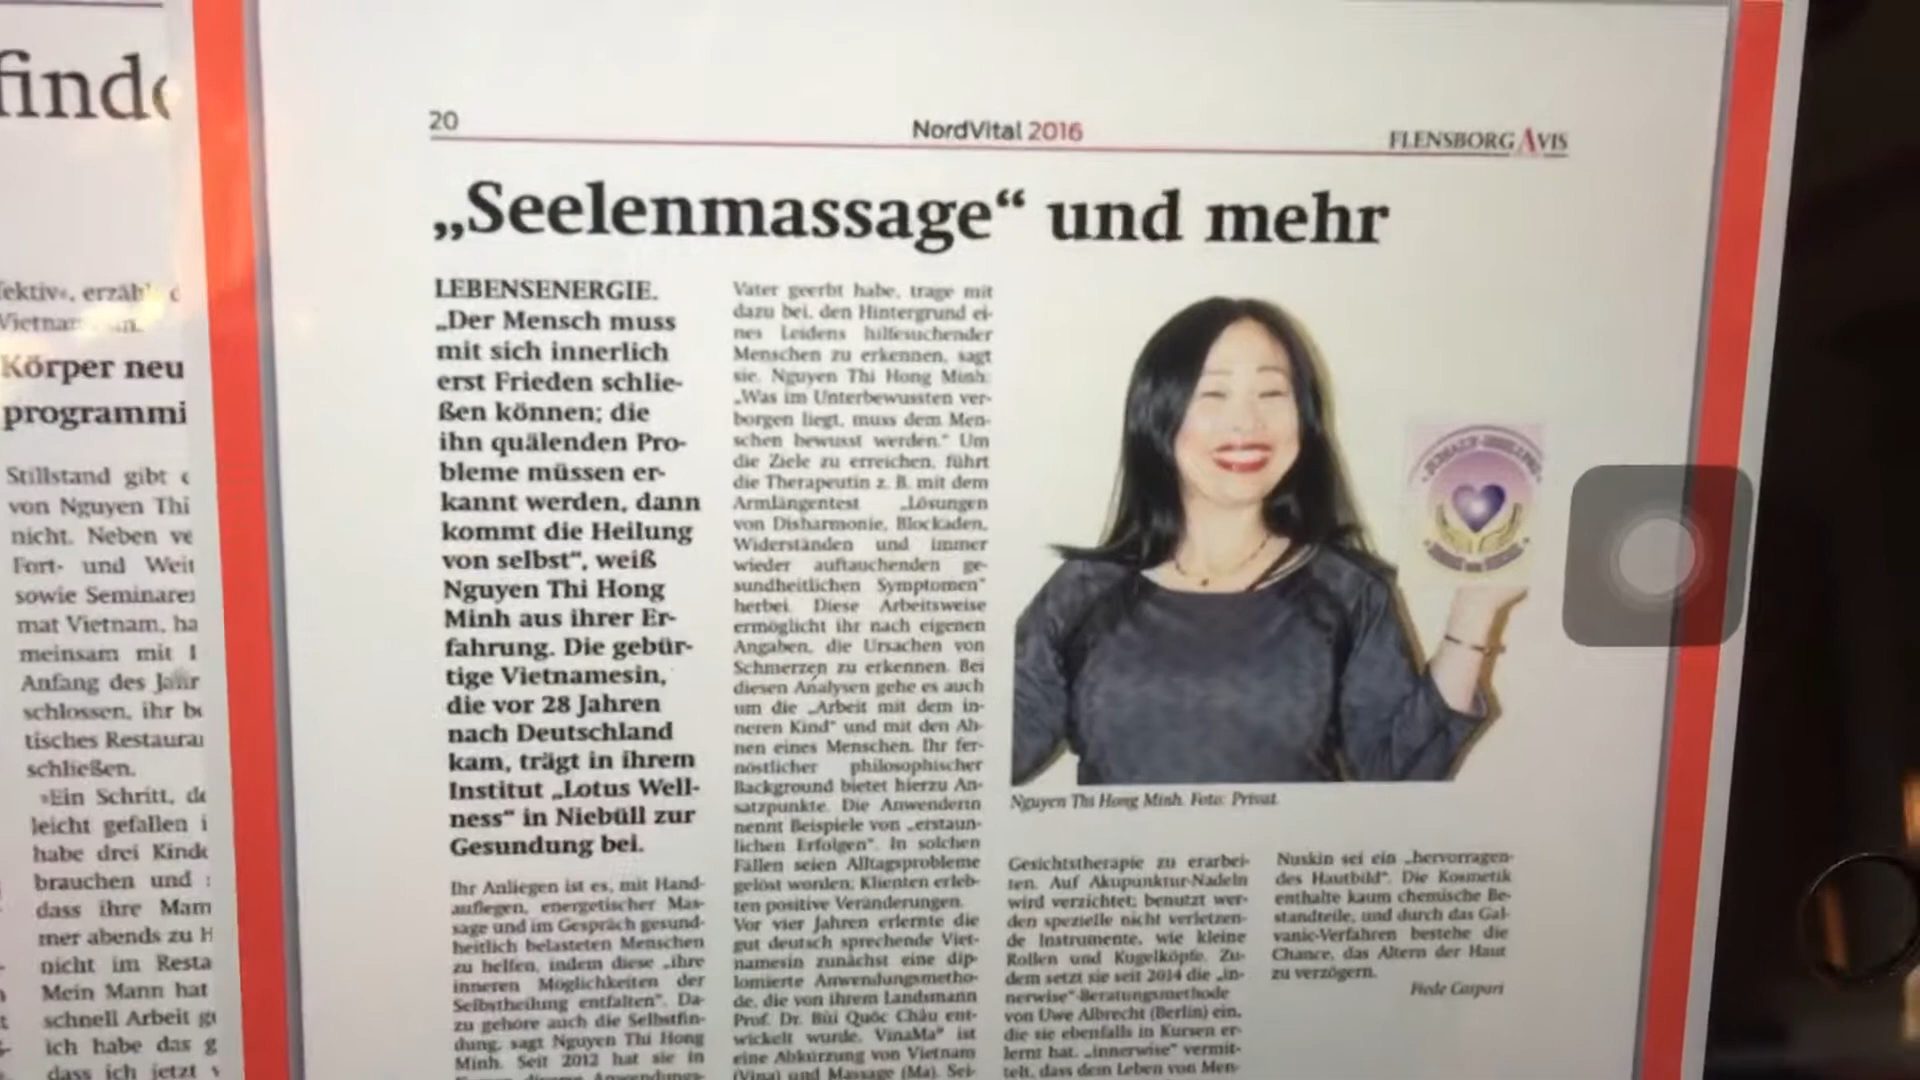 find
ektiv«, erzäh
Vietna
Körper neu
programmi
Stillstand gibt
von Nguyen Thi
nicht. Neben ve
Fort- und Weit
sowie Seminare
mat Vietnam, ha
meinsam mit
Anfang des Jahr
schlossen, ihr be
tisches Restaura
schließen.
»Ein Schritt, de
leicht gefallen i
habe drei Kinde
brauchen und
dass ihre Mam
mer abends zu H
nicht im Resta
Mein Mann hat
schnell Arbeit ge
ich habe das g
dass ich jetzt
20
NordVital 2016
FLENSBORG AVIS
„Seelenmassage“ und mehr
LEBENSENERGIE.
„Der Mensch muss
mit sich innerlich
erst Frieden schlie-
ßen können; die
ihn quälenden Pro-
bleme müssen er-
kannt werden, dann
kommt die Heilung
von selbst“, weiß
Nguyen Thi Hong
Minh aus ihrer Er-
fahrung. Die gebür-
tige Vietnamesin,
die vor 28 Jahren
nach Deutschland
kam, trägt in ihrem
Institut „Lotus Well-
ness“ in Niebüll zur
Gesundung bei.
Ihr Anliegen ist es, mit Hand-
auflegen, energetischer Mas-
sage und im Gespräch gesund-
heitlich belasteten Menschen
zu helfen, indem diese „ihre
inneren Möglichkeiten der
Selbstheilung entfalten“. Da-
zu gehöre auch die Selbstfin-
dung, sagt Nguyen Thi Hong
Minh. Seit 2012 hat sie in
Vater geerbt habe, trage mit
dazu bei, den Hintergrund ei-
nes Leidens hilfesuchender
Menschen zu erkennen, sagt
sie. Nguyen Thi Hong Minh:
„Was im Unterbewussten ver-
borgen liegt, muss dem Men-
schen bewusst werden.“ Um
die Ziele zu erreichen, führt
die Therapeutin z. B. mit dem
Armlängentest „Lösungen
von Disharmonie, Blockaden,
Widerständen und immer
wieder auftauchenden ge-
sundheitlichen Symptomen“
herbei. Diese Arbeitsweise
ermöglicht ihr nach eigenen
Angaben, die Ursachen von
Schmerzen zu erkennen. Bei
diesen Analysen gehe es auch
um die „Arbeit mit dem in-
neren Kind“ und mit den Ah-
nen eines Menschen. Ihr fer-
nöstlicher philosophischer
Background bietet hierzu An-
satzpunkte. Die Anwenderin
nennt Beispiele von „erstaun-
lichen Erfolgen“. In solchen
Fällen seien Alltagsprobleme
gelöst worden; Klienten erleb-
ten positive Veränderungen.
Vor vier Jahren erlernte die
gut deutsch sprechende Viet-
namesin zunächst eine dip-
lomierte Anwendungsmetho-
de, die von ihrem Landsmann
Prof. Dr. Bùi Quôc Châu ent-
wickelt wurde. VinaMa“ ist
eine Abkürzung von Vietnam
(Vina) und Massage (Ma). Sei-
Nguyen Thi Hong Minh. Foto: Privat.
Gesichtstherapie zu erarbei-
ten. Auf Akupunktur-Nadeln
wird verzichtet; benutzt wer-
den spezielle nicht verletzen-
de Instrumente, wie kleine
Rollen und Kugelköpfe. Zu-
dem setzt sie seit 2014 die „in-
nerwise“-Beratungsmethode
von Uwe Albrecht (Berlin) ein,
die sie ebenfalls in Kursen er-
lernt hat. „innerwise“ vermit-
telt, dass dem Leben von Men-
Nuskin sei ein „hervorragen-
des Hautbild“. Die Kosmetik
enthalte kaum chemische Be-
standteile, und durch das Gal-
vanic-Verfahren bestehe die
Chance, das Altern der Haut
zu verzögern.
Fiede Caspari